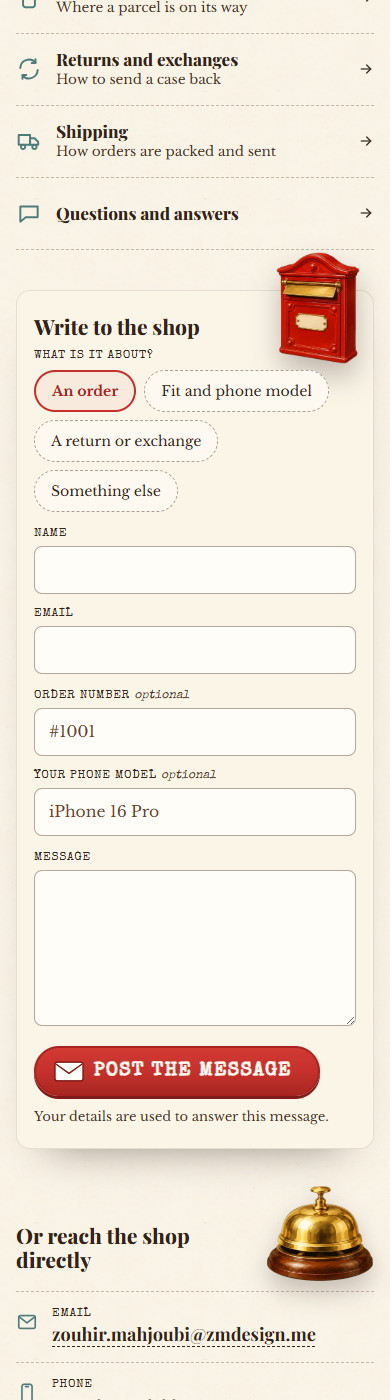 Where a parcel is on its way
Returns and exchanges
How to send a case back
Shipping
How orders are packed and sent
Questions and answers
Write to the shop
WHAT IS IT ABOUT?
An order
Fit and phone model
A return or exchange
Something else
NAME
EMAIL
ORDER NUMBER optional
#1001
YOUR PHONE MODEL optional
iPhone 16 Pro
MESSAGE
POST THE MESSAGE
Your details are used to answer this message.
Or reach the shop
directly
EMAIL
zouhir.mahjoubi@zmdesign.me
PHONE